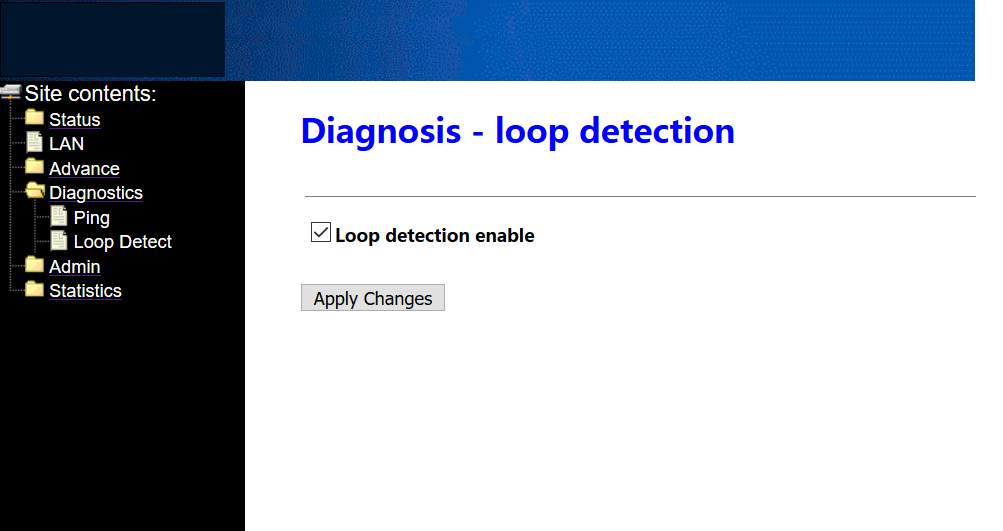 Site contents:
Status
LAN
Advance
Diagnostics
Ping
Loop Detect
Admin
Statistics
Diagnosis - loop detection
Loop detection enable
Apply Changes